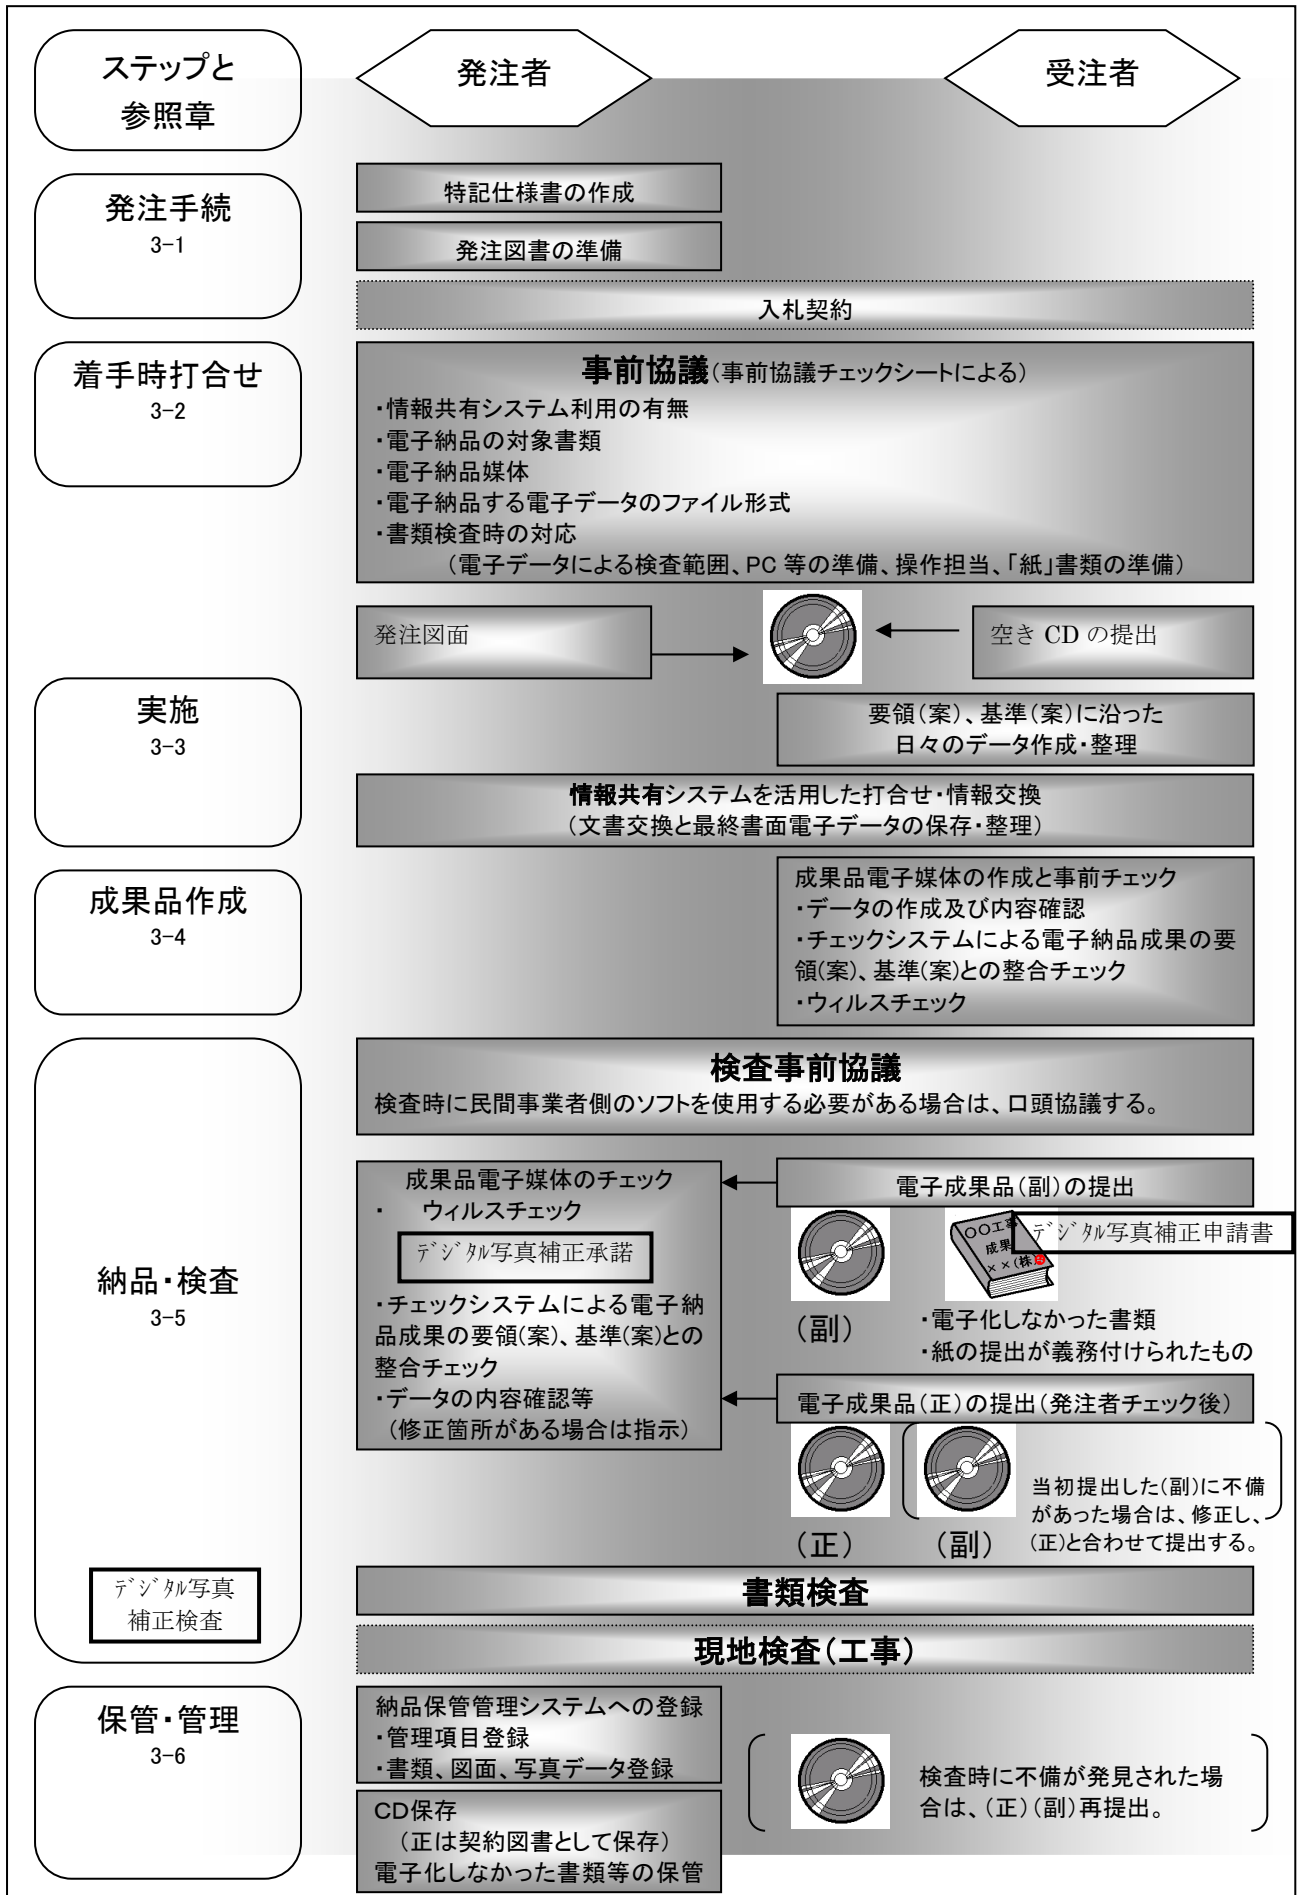 ステップと
参照章
発注者
受注者
発注手続
3-1
特記仕様書の作成
発注図書の準備
入札契約
着手時打合せ
3-2
事前協議(事前協議チェックシートによる)
・情報共有システム利用の有無
・電子納品の対象書類
・電子納品媒体
・電子納品する電子データのファイル形式
・書類検査時の対応
(電子データによる検査範囲、PC 等の準備、操作担当、「紙」書類の準備)
発注図面
空き CD の提出
実施
3-3
要領(案)、基準(案)に沿った
日々のデータ作成・整理
情報共有システムを活用した打合せ・情報交換
(文書交換と最終書面電子データの保存・整理)
成果品作成
3-4
成果品電子媒体の作成と事前チェック
・データの作成及び内容確認
・チェックシステムによる電子納品成果の要
領(案)、基準(案)との整合チェック
・ウィルスチェック
納品・検査
3-5
検査事前協議
検査時に民間事業者側のソフトを使用する必要がある場合は、口頭協議する。
成果品電子媒体のチェック
・ ウィルスチェック
ﾃﾞｼﾞﾀﾙ写真補正承諾
・チェックシステムによる電子納
品成果の要領(案)、基準(案)との
整合チェック
・データの内容確認等
(修正箇所がある場合は指示)
電子成果品(副)の提出
〇〇工事
成果
××(株
ﾃﾞｼﾞﾀﾙ写真補正申請書
(副)
・電子化しなかった書類
・紙の提出が義務付けられたもの
電子成果品(正)の提出(発注者チェック後)
(正)
(副)
当初提出した(副)に不備
があった場合は、修正し、
(正)と合わせて提出する。
ﾃﾞｼﾞﾀﾙ写真
補正検査
書類検査
現地検査(工事)
保管・管理
3-6
納品保管管理システムへの登録
・管理項目登録
・書類、図面、写真データ登録
CD保存
(正は契約図書として保存)
電子化しなかった書類等の保管
検査時に不備が発見された場
合は、(正)(副)再提出。